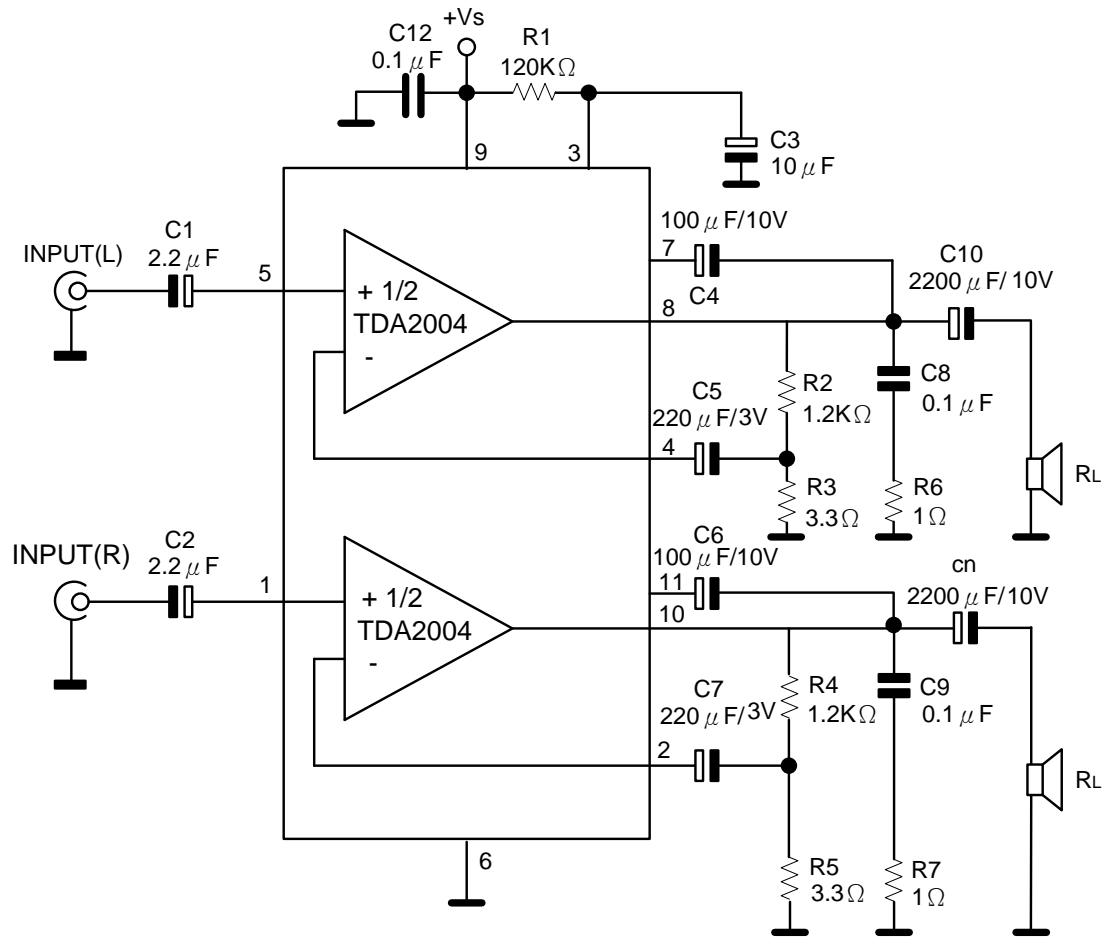 +Vs
C12
0.1μF
R1
120KΩ
9
3
C3
10μF
INPUT(L)
C1
2.2μF
5
+ 1/2
TDA2004
-
100μF/10V
7
C4
8
C10
2200μF/10V
C5
220μF/3V
4
R2
1.2KΩ
C8
0.1μF
R3
3.3Ω
R6
1Ω
RL
INPUT(R)
C2
2.2μF
1
+ 1/2
TDA2004
-
C6
100μF/10V
11
10
cn
2200μF/10V
C7
220μF/3V
2
R4
1.2KΩ
C9
0.1μF
R5
3.3Ω
R7
1Ω
RL
6